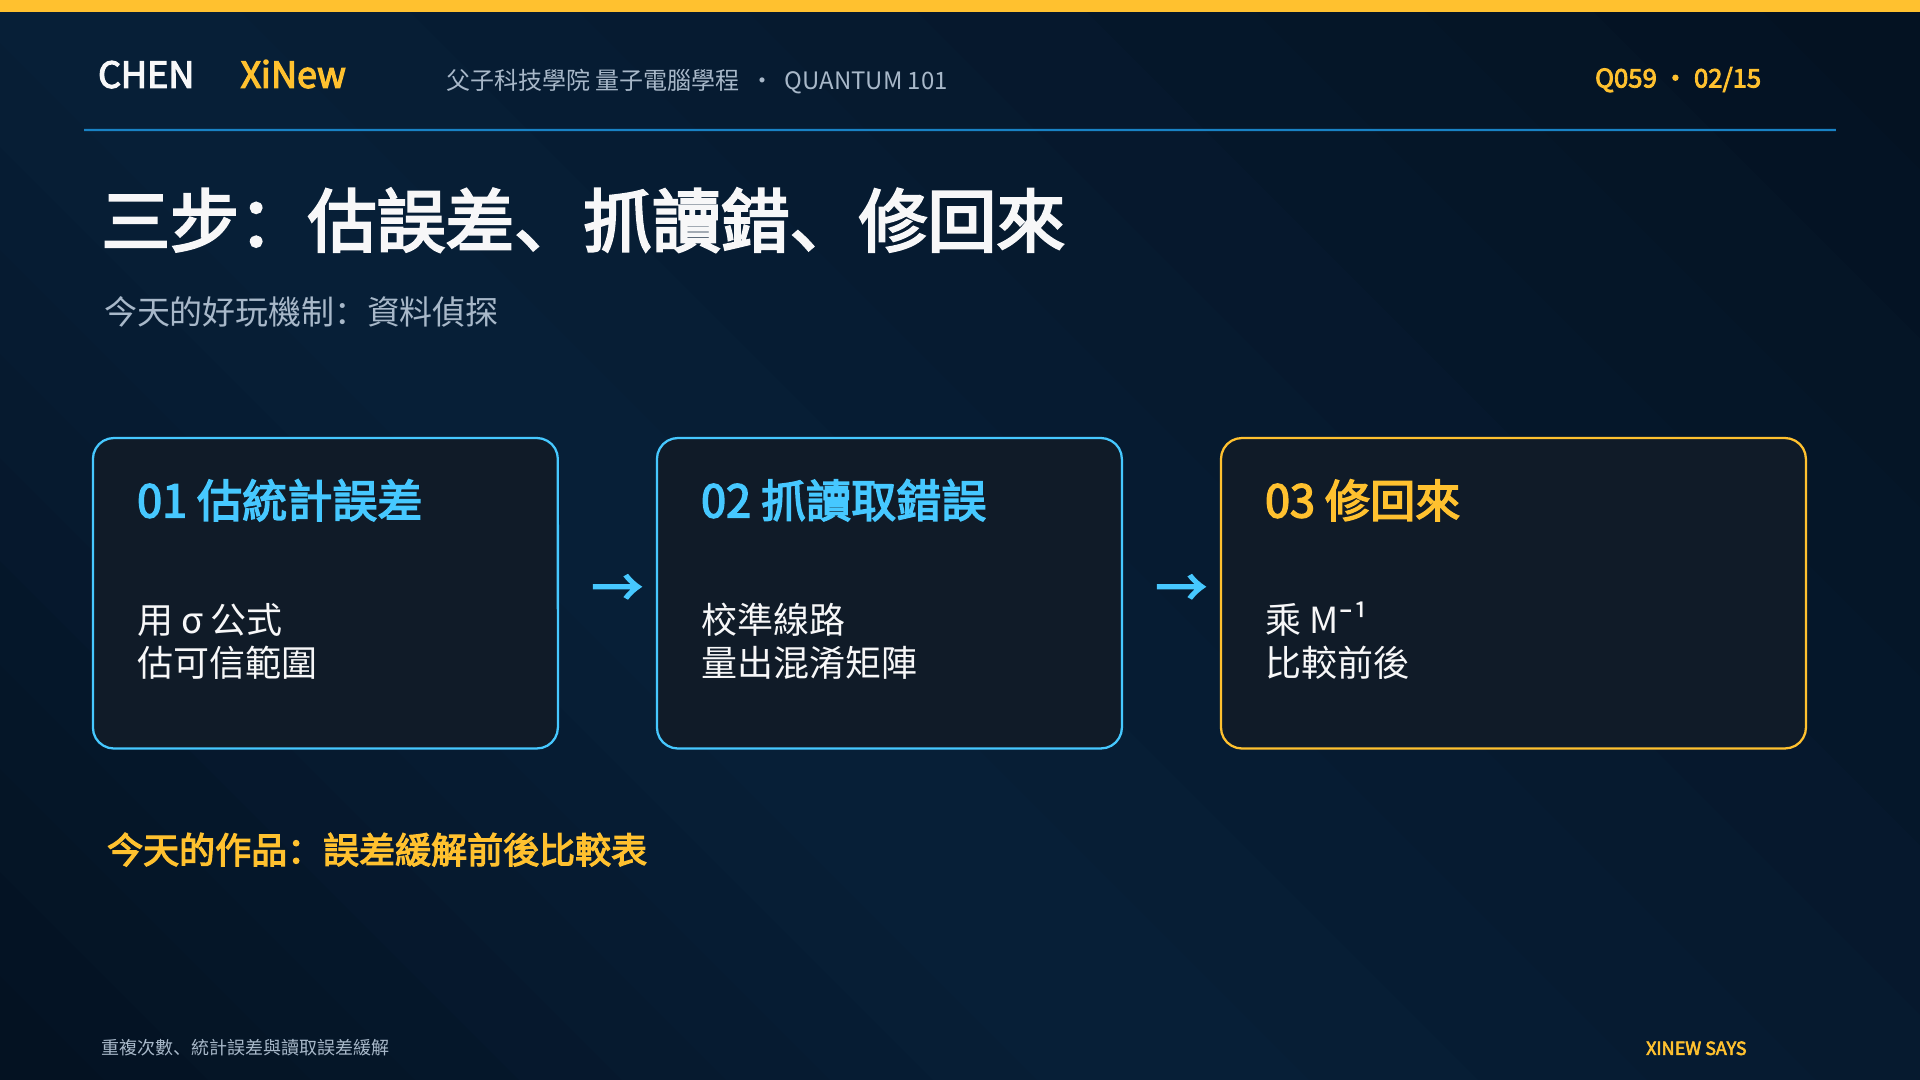 CHEN XiNew 父子科技學院 量子電腦學程 · QUANTUM 101
Q059 · 02/15
三步：估誤差、抓讀錯、修回來
今天的好玩機制：資料偵探
01 估統計誤差
用 σ 公式
估可信範圍
→
02 抓讀取錯誤
校準線路
量出混淆矩陣
→
03 修回來
乘 M⁻¹
比較前後
今天的作品：誤差緩解前後比較表
重複次數、統計誤差與讀取誤差緩解
XINEW SAYS